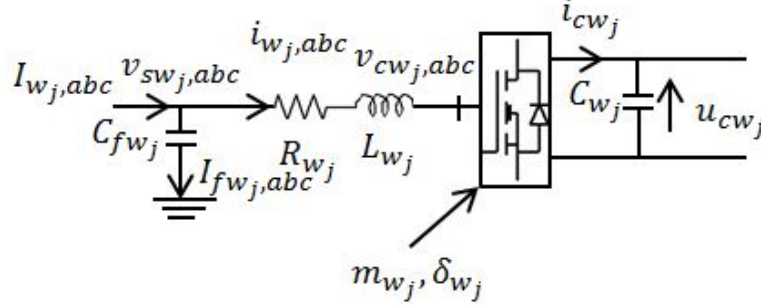 i_{w_j,abc}
i_{cw_j}
I_{w_j,abc} v_{sw_j,abc} v_{cw_j,abc}
C_{fw_j} C_{w_j} u_{cw_j}
R_{w_j} L_{w_j}
I_{fw_j,abc}
m_{w_j}, δ_{w_j}